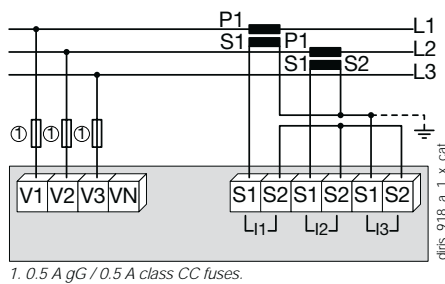 P1 L1
S1 P1 L2
S1 S2 L3
① ① ①
V1 V2 V3 VN S1 S2 S1 S2 S1 S2
I1 I2 I3
diris_918_a_1_x_cat
1. 0.5 A gG / 0.5 A class CC fuses.